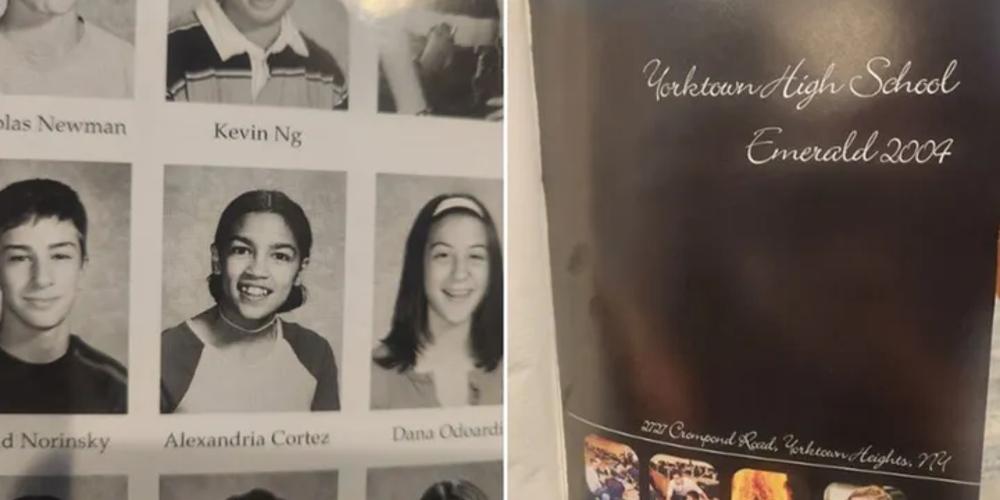 olas Newman
Kevin Ng
d Norinsky
Alexandria Cortez
Dana Odoardi
Yorktown High School
Emerald 2004
2727 Crompond Road, Yorktown Heights, NY